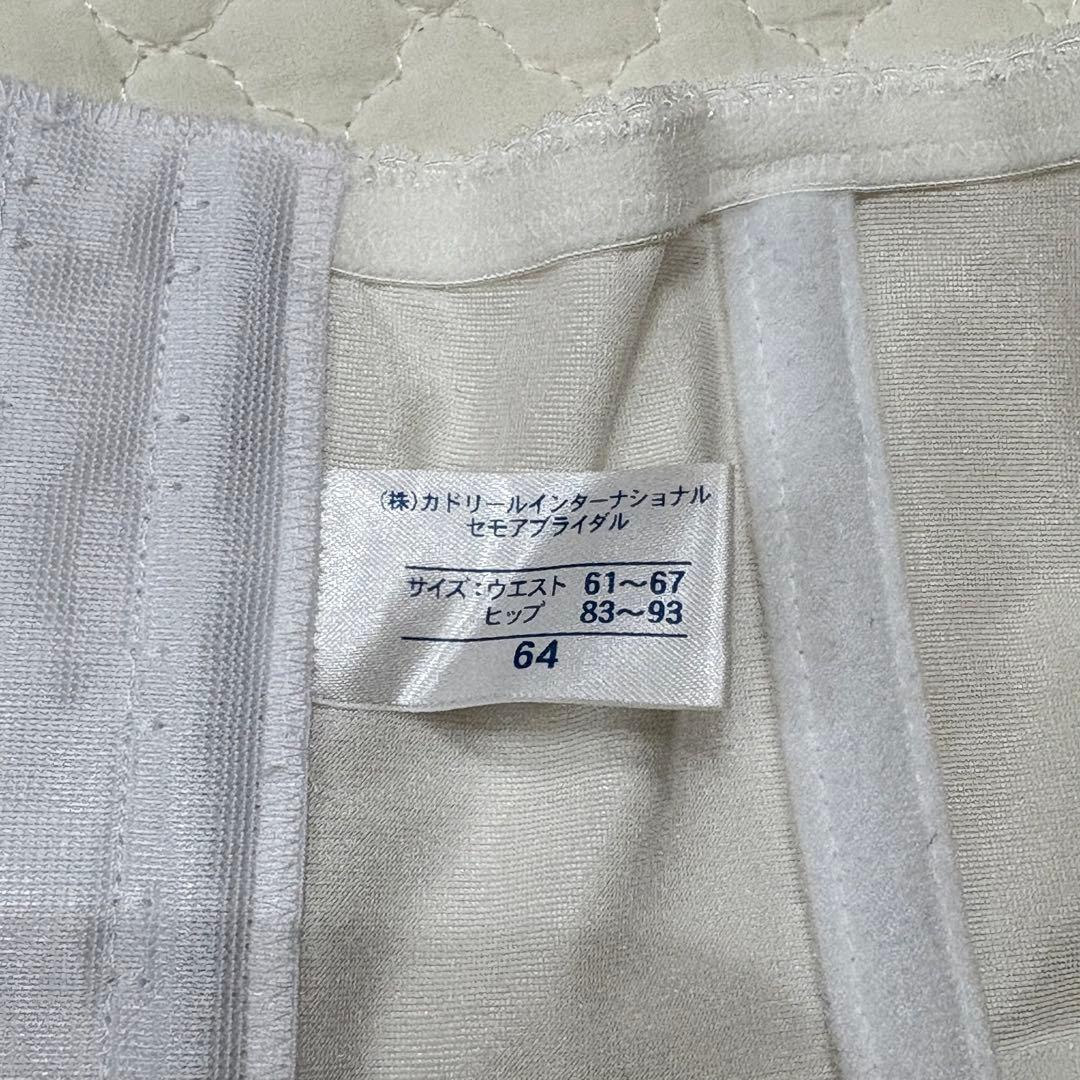 (株)カドリールインターナショナル
セモアブライダル
サイズ:ウエスト 61〜67
ヒップ 83〜93
64